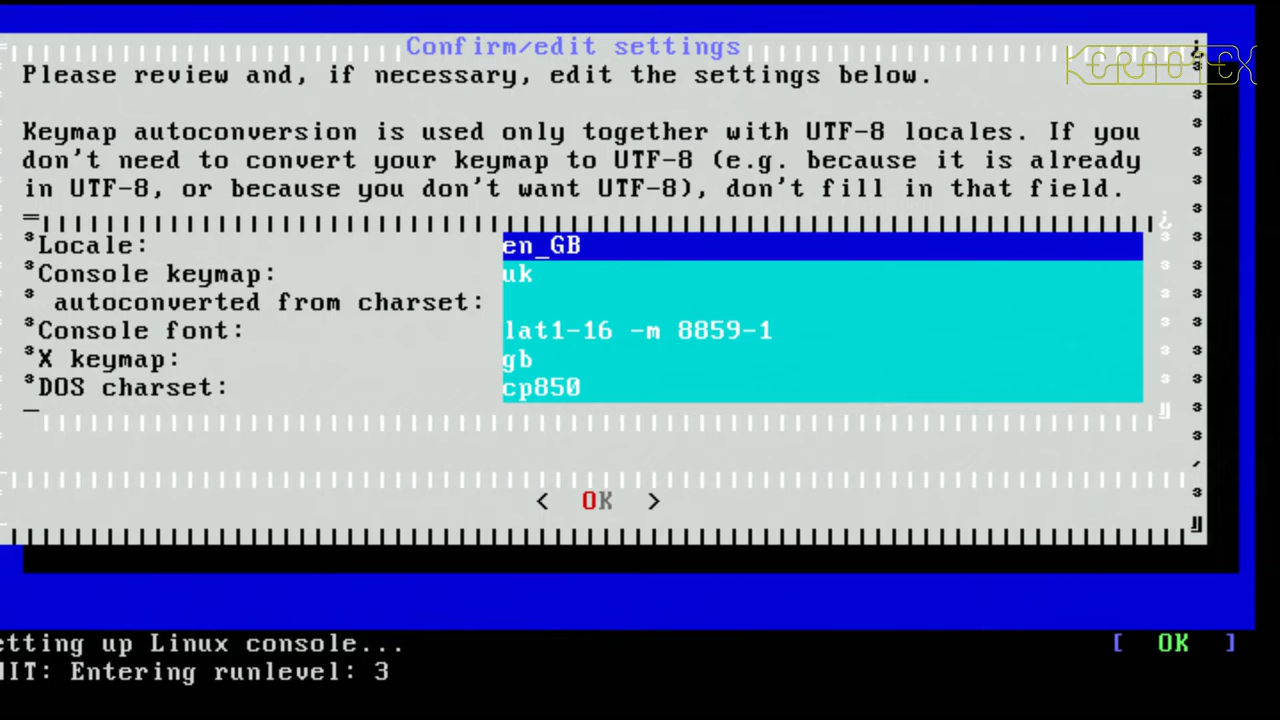 Confirm/edit settings
KERNOTEX
Please review and, if necessary, edit the settings below.
Keymap autoconversion is used only together with UTF-8 locales. If you
don't need to convert your keymap to UTF-8 (e.g. because it is already
in UTF-8, or because you don't want UTF-8), don't fill in that field.
Locale: en_GB
Console keymap: uk
autoconverted from charset:
Console font: lat1-16 -m 8859-1
X keymap: gb
DOS charset: cp850
< OK >
etting up Linux console... [ OK ]
NIT: Entering runlevel: 3